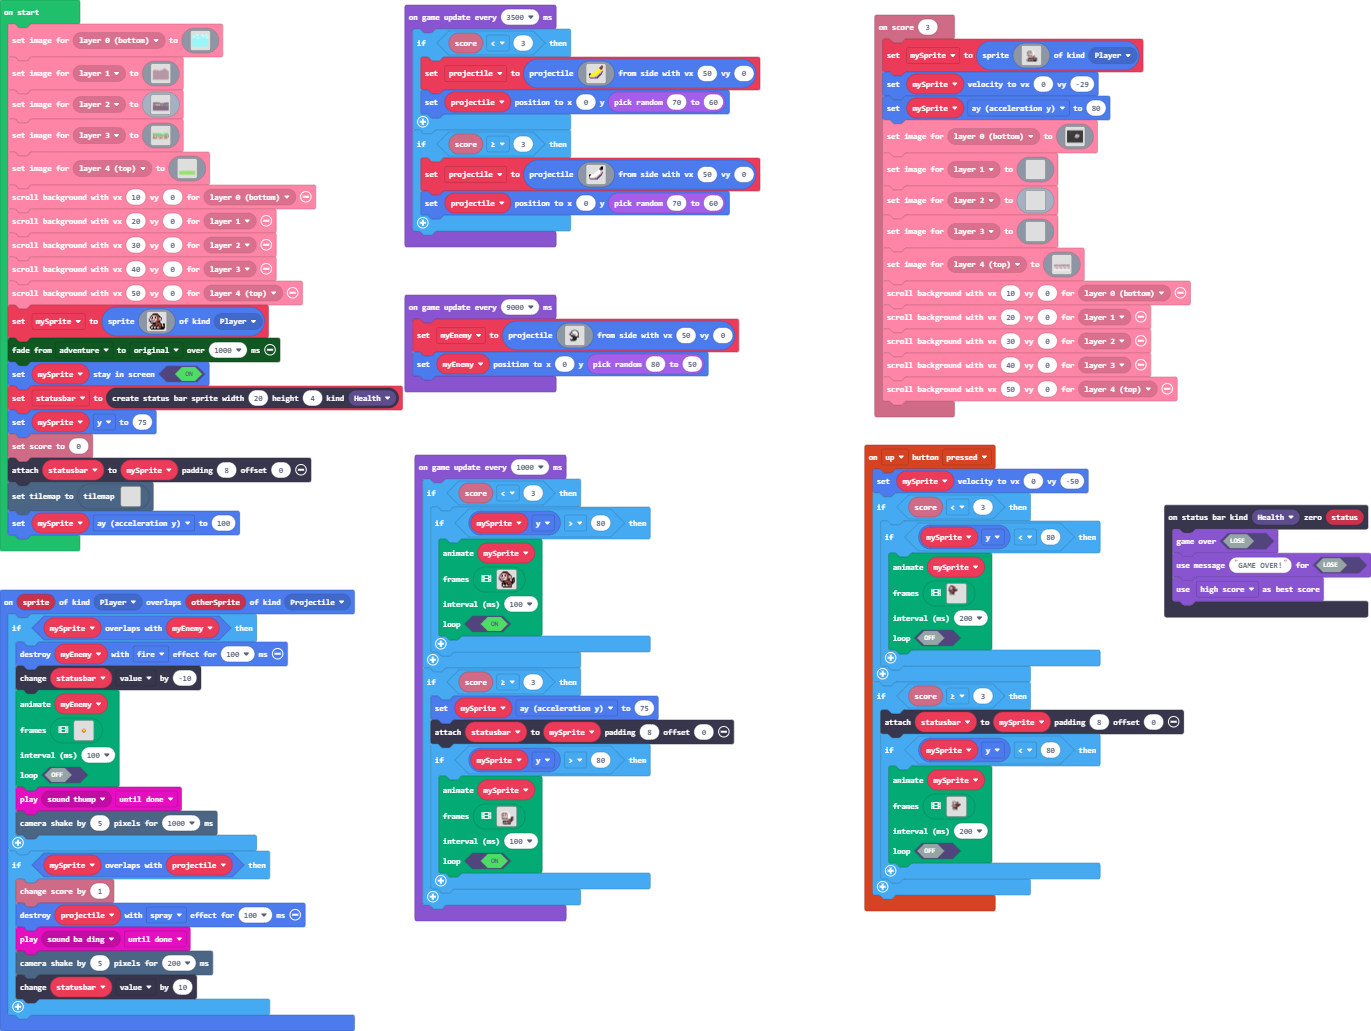 on start
set image for layer 0 (bottom) to
set image for layer 1 to
set image for layer 2 to
set image for layer 3 to
set image for layer 4 (top) to
scroll background with vx 10 vy 0 for layer 0 (bottom)
scroll background with vx 20 vy 0 for layer 1
scroll background with vx 30 vy 0 for layer 2
scroll background with vx 40 vy 0 for layer 3
scroll background with vx 50 vy 0 for layer 4 (top)
set mySprite to sprite of kind Player
fade from adventure to original over 1000 ms
set mySprite stay in screen ON
set statusbar to create status bar sprite width 20 height 4 kind Health
set mySprite y to 75
set score to 0
attach statusbar to mySprite padding 8 offset 0
set tilemap to tilemap
set mySprite ay (acceleration y) to 100
on sprite of kind Player overlaps otherSprite of kind Projectile
if mySprite overlaps with myEnemy then
destroy myEnemy with fire effect for 100 ms
change statusbar value by -10
animate myEnemy
frames
interval (ms) 100
loop OFF
play sound thump until done
camera shake by 5 pixels for 1000 ms
if mySprite overlaps with projectile then
change score by 1
destroy projectile with spray effect for 100 ms
play sound ba ding until done
camera shake by 5 pixels for 200 ms
change statusbar value by 10
on game update every 3500 ms
if score < 3 then
set projectile to projectile from side with vx 50 vy 0
set projectile position to x 0 y pick random 70 to 60
if score ≥ 3 then
set projectile to projectile from side with vx 50 vy 0
set projectile position to x 0 y pick random 70 to 60
on game update every 9000 ms
set myEnemy to projectile from side with vx 50 vy 0
set myEnemy position to x 0 y pick random 80 to 50
on game update every 1000 ms
if score < 3 then
if mySprite y > 80 then
animate mySprite
frames
interval (ms) 100
loop ON
if score ≥ 3 then
set mySprite ay (acceleration y) to 75
attach statusbar to mySprite padding 8 offset 0
if mySprite y > 80 then
animate mySprite
frames
interval (ms) 100
loop ON
on score 3
set mySprite to sprite of kind Player
set mySprite velocity to vx 0 vy -29
set mySprite ay (acceleration y) to 80
set image for layer 0 (bottom) to
set image for layer 1 to
set image for layer 2 to
set image for layer 3 to
set image for layer 4 (top) to
scroll background with vx 10 vy 0 for layer 0 (bottom)
scroll background with vx 20 vy 0 for layer 1
scroll background with vx 30 vy 0 for layer 2
scroll background with vx 40 vy 0 for layer 3
scroll background with vx 50 vy 0 for layer 4 (top)
on up button pressed
set mySprite velocity to vx 0 vy -50
if score < 3 then
if mySprite y < 80 then
animate mySprite
frames
interval (ms) 200
loop OFF
if score ≥ 3 then
attach statusbar to mySprite padding 8 offset 0
if mySprite y < 80 then
animate mySprite
frames
interval (ms) 200
loop OFF
on status bar kind Health zero status
game over LOSE
use message "GAME OVER!" for LOSE
use high score as best score